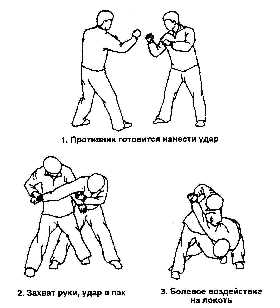 1. Противник готовится нанести удар
2. Захват руки, удар в пах
3. Болевое воздействие
на локоть